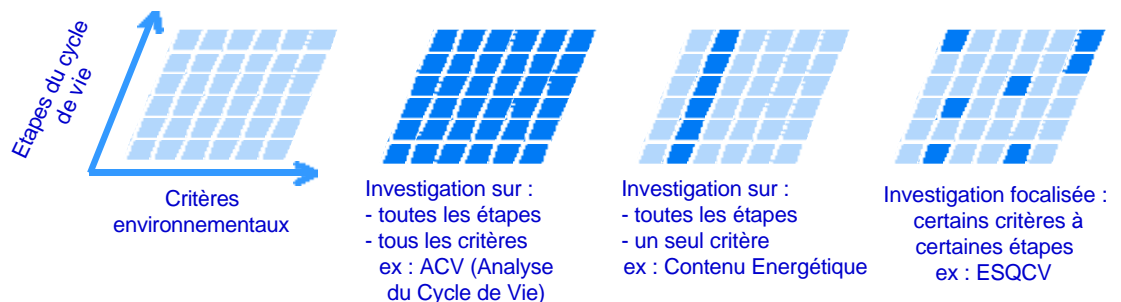 Etapes du cycle
de vie
Critères
environnementaux
Investigation sur :
- toutes les étapes
- tous les critères
ex : ACV (Analyse
du Cycle de Vie)
Investigation sur :
- toutes les étapes
- un seul critère
ex : Contenu Energétique
Investigation focalisée :
certains critères à
certaines étapes
ex : ESQCV